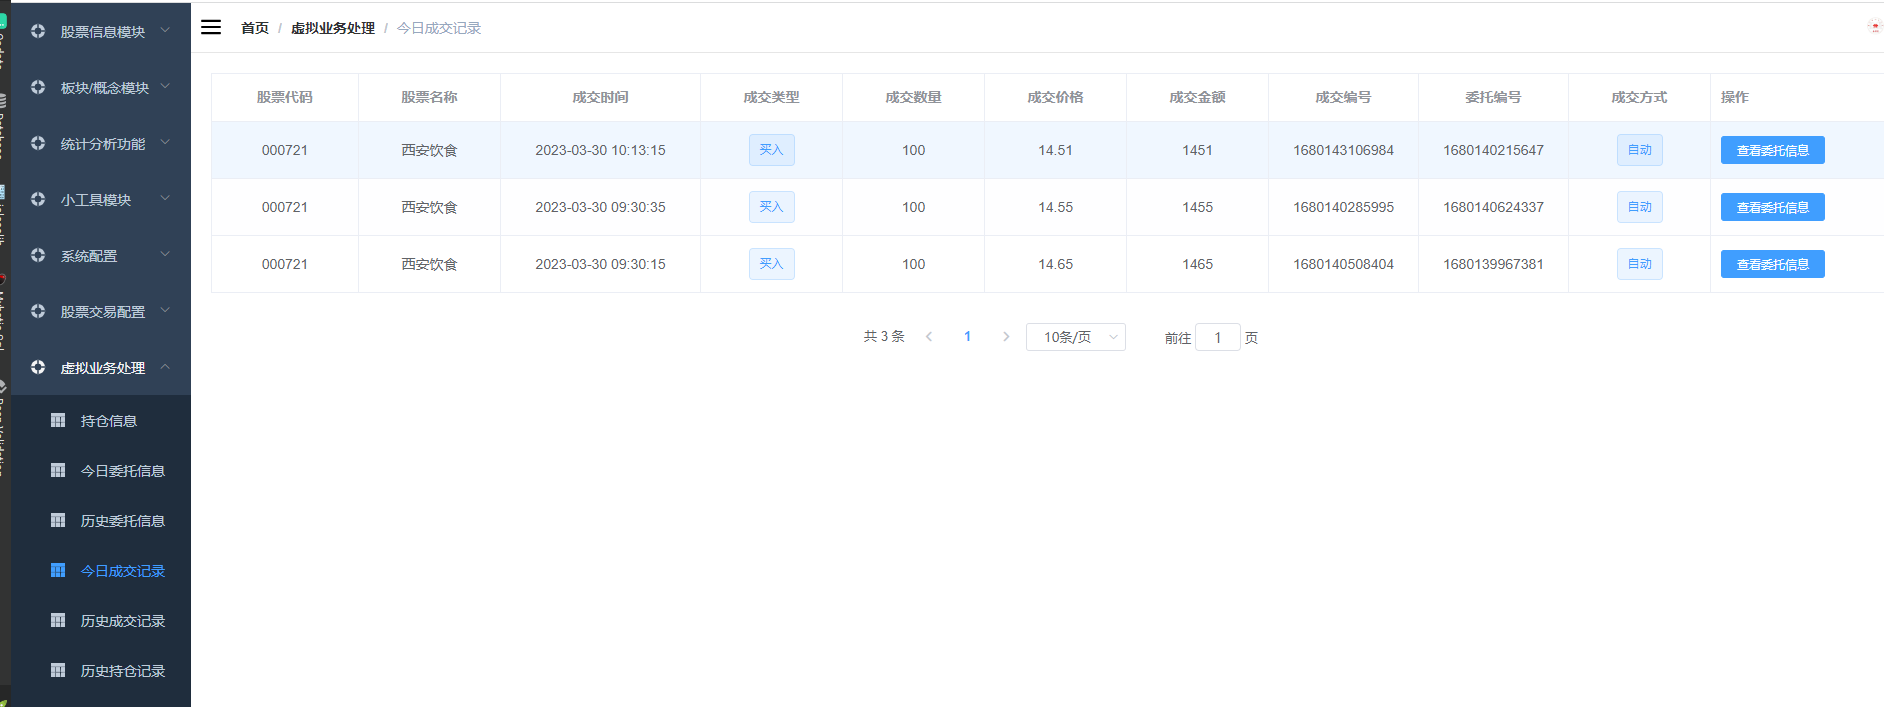 股票信息模块
板块/概念模块
统计分析功能
小工具模块
系统配置
股票交易配置
虚拟业务处理
持仓信息
今日委托信息
历史委托信息
今日成交记录
历史成交记录
历史持仓记录
首页 / 虚拟业务处理 / 今日成交记录
股票代码 股票名称 成交时间 成交类型 成交数量 成交价格 成交金额 成交编号 委托编号 成交方式 操作
000721 西安饮食 2023-03-30 10:13:15 买入 100 14.51 1451 1680143106984 1680140215647 自动 查看委托信息
000721 西安饮食 2023-03-30 09:30:35 买入 100 14.55 1455 1680140285995 1680140624337 自动 查看委托信息
000721 西安饮食 2023-03-30 09:30:15 买入 100 14.65 1465 1680140508404 1680139967381 自动 查看委托信息
共 3 条 1 10条/页 前往 1 页